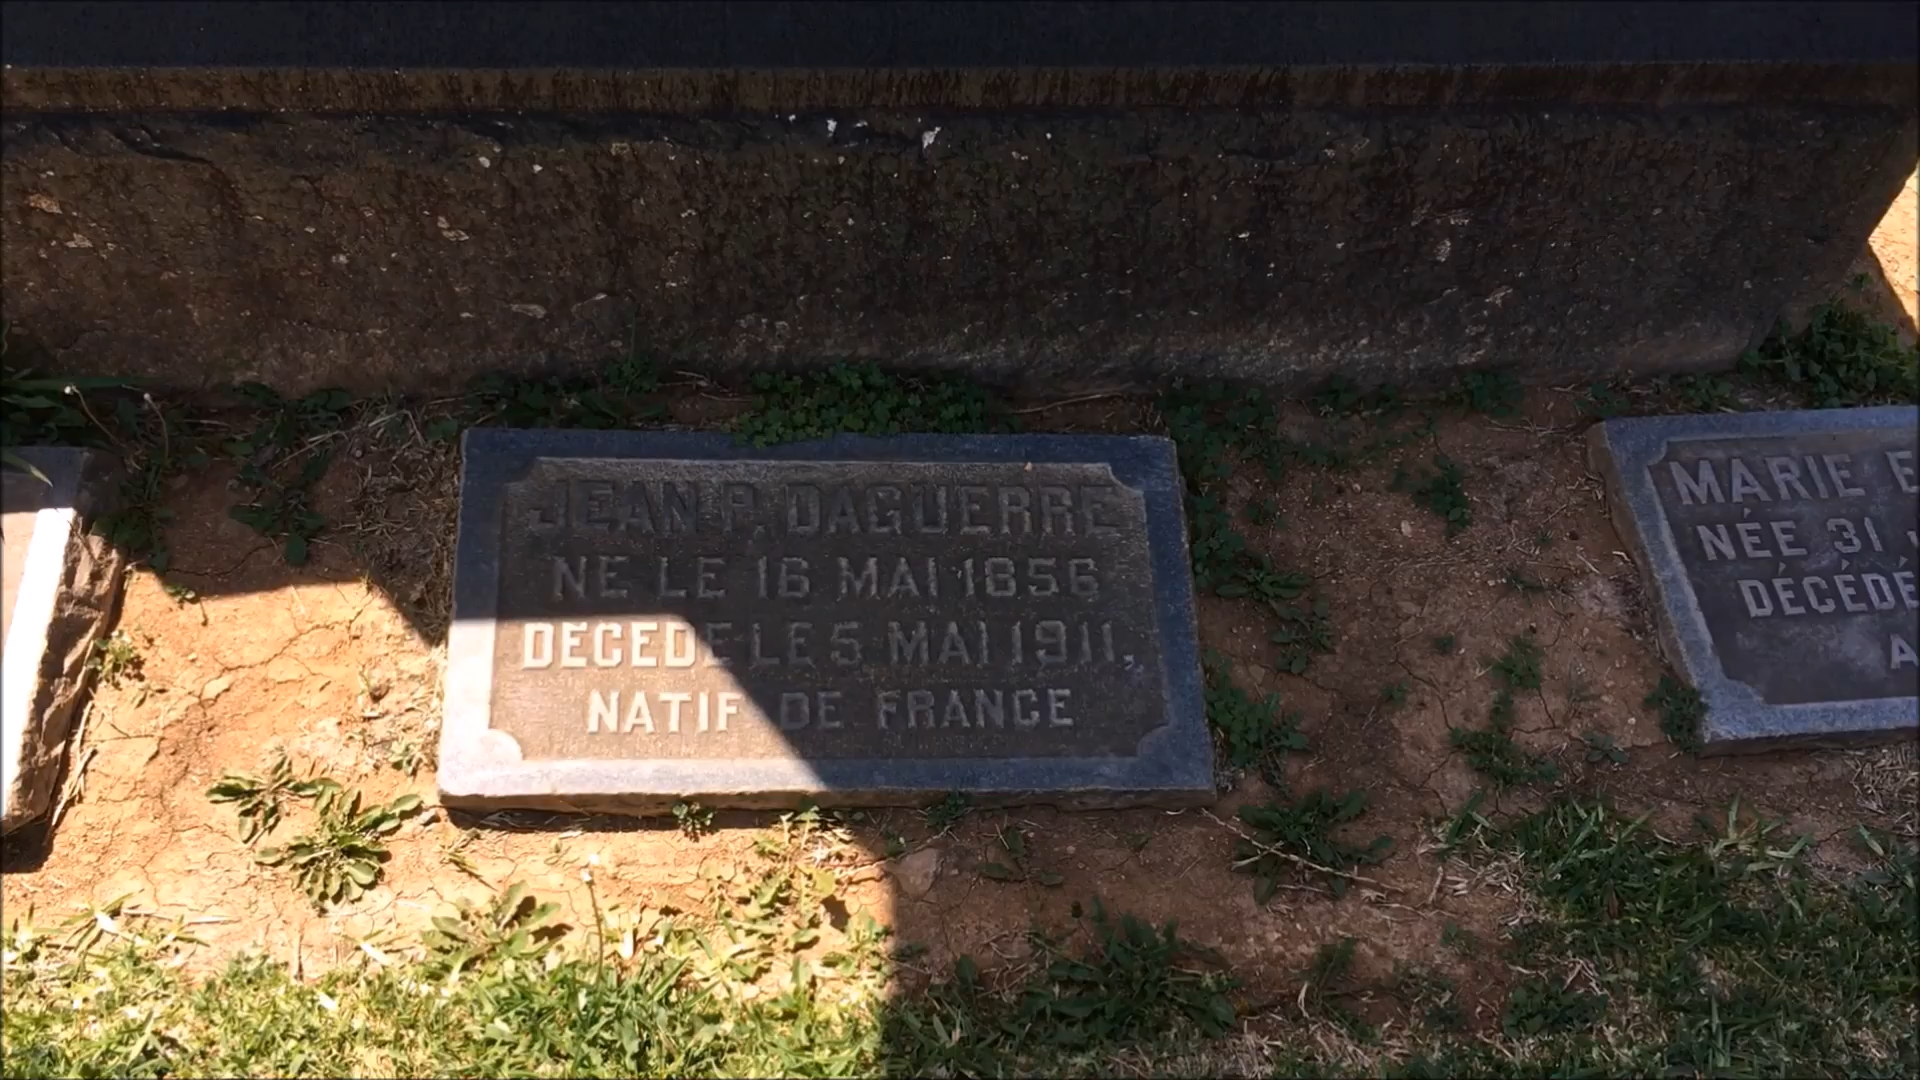 JEAN P. DAGUERRE
NE LE 16 MAI 1856
DECEDE LE 5 MAI 1911,
NATIF DE FRANCE
MARIE
NÉE 31
DÉCÉDÉ